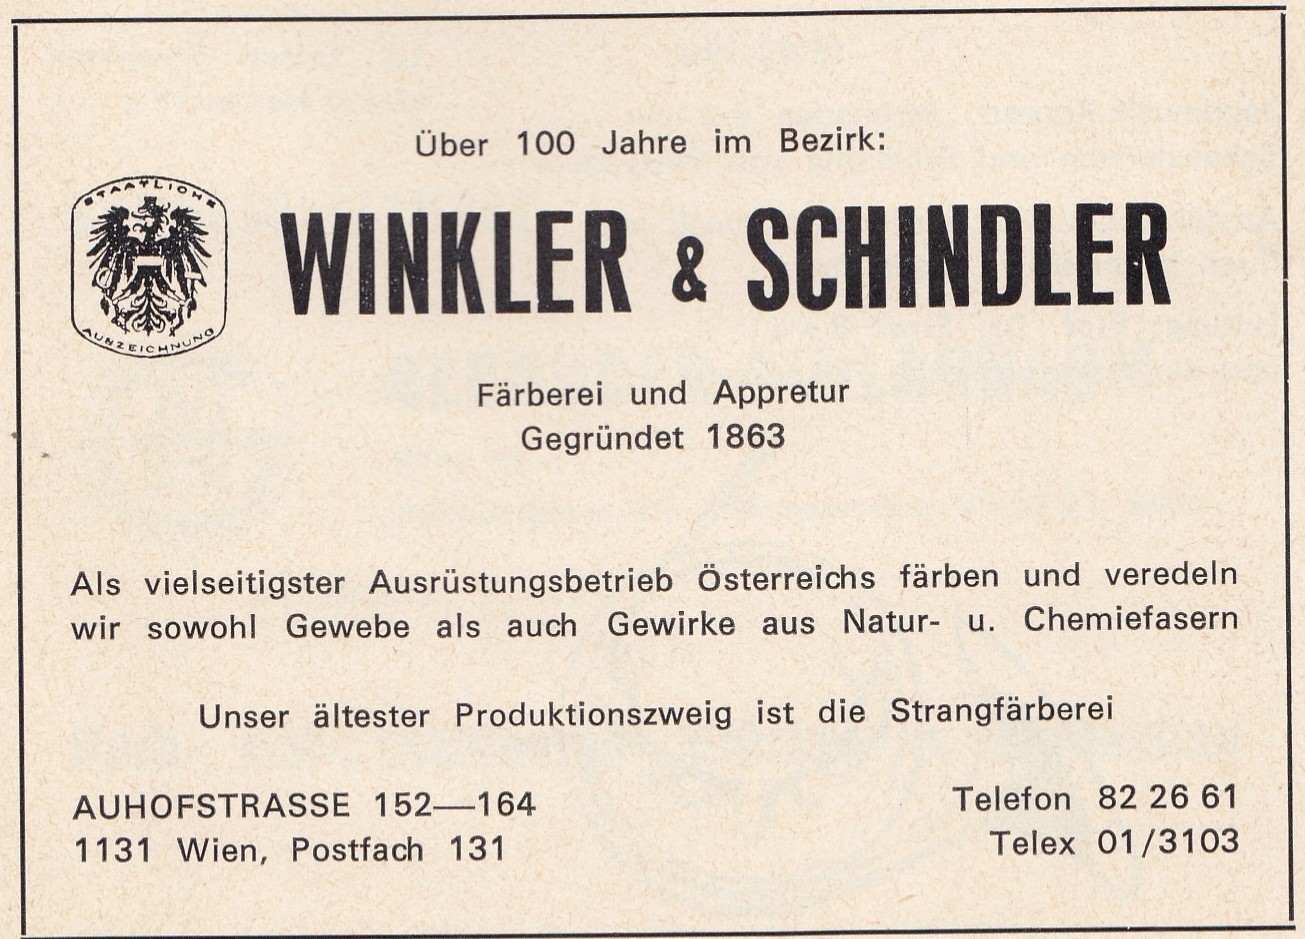 Über 100 Jahre im Bezirk:
STAATLICHE
AUSZEICHNUNG
WINKLER & SCHINDLER
Färberei und Appretur
Gegründet 1863
Als vielseitigster Ausrüstungsbetrieb Österreichs färben und veredeln
wir sowohl Gewebe als auch Gewirke aus Natur- u. Chemiefasern
Unser ältester Produktionszweig ist die Strangfärberei
AUHOFSTRASSE 152—164
1131 Wien, Postfach 131
Telefon 82 26 61
Telex 01/3103